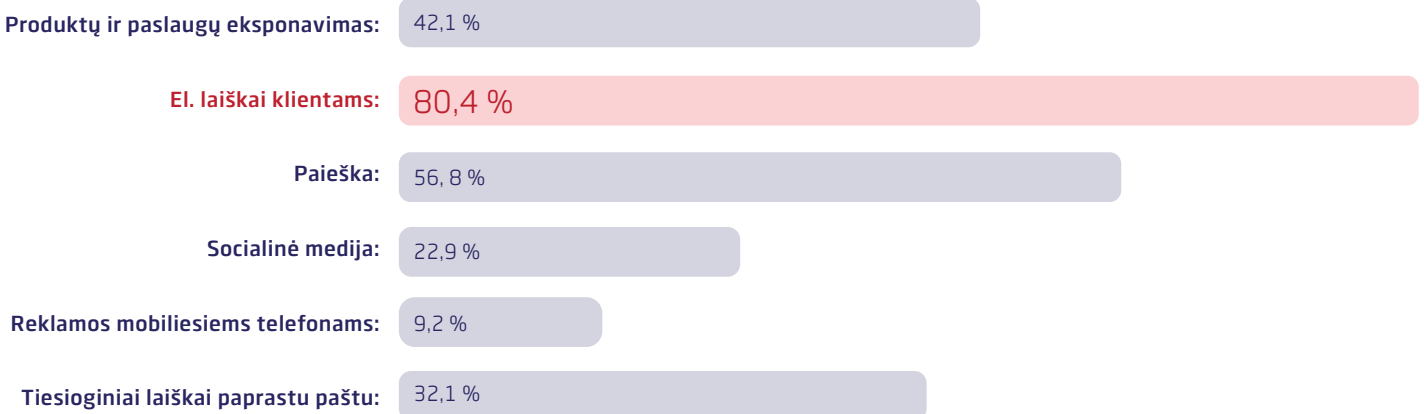 Produktų ir paslaugų eksponavimas: 42,1 %
El. laiškai klientams: 80,4 %
Paieška: 56, 8 %
Socialinė medija: 22,9 %
Reklamos mobiliesiems telefonams: 9,2 %
Tiesioginiai laiškai paprastu paštu: 32,1 %